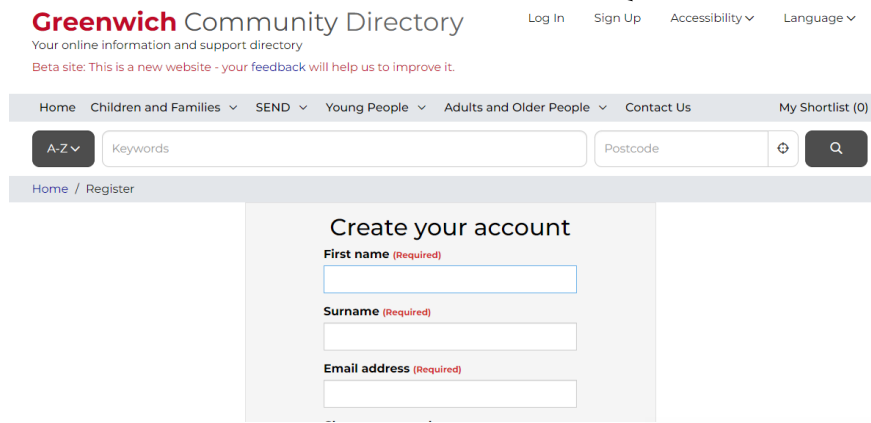 Greenwich Community Directory
Log In Sign Up Accessibility Language
Your online information and support directory
Beta site: This is a new website - your feedback will help us to improve it.
Home Children and Families SEND Young People Adults and Older People Contact Us My Shortlist (0)
A-Z Keywords Postcode
Home / Register
Create your account
First name (Required)
Surname (Required)
Email address (Required)